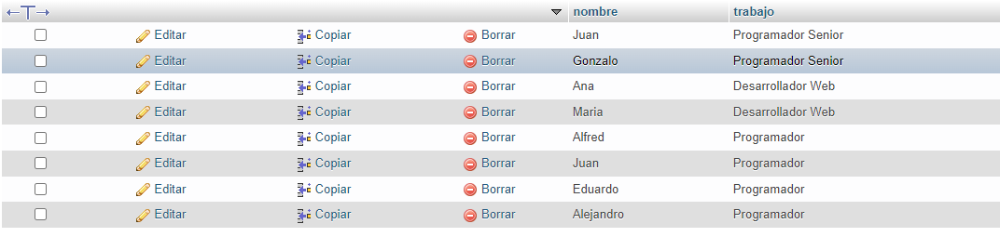 nombre trabajo
Editar Copiar Borrar Juan Programador Senior
Editar Copiar Borrar Gonzalo Programador Senior
Editar Copiar Borrar Ana Desarrollador Web
Editar Copiar Borrar Maria Desarrollador Web
Editar Copiar Borrar Alfred Programador
Editar Copiar Borrar Juan Programador
Editar Copiar Borrar Eduardo Programador
Editar Copiar Borrar Alejandro Programador